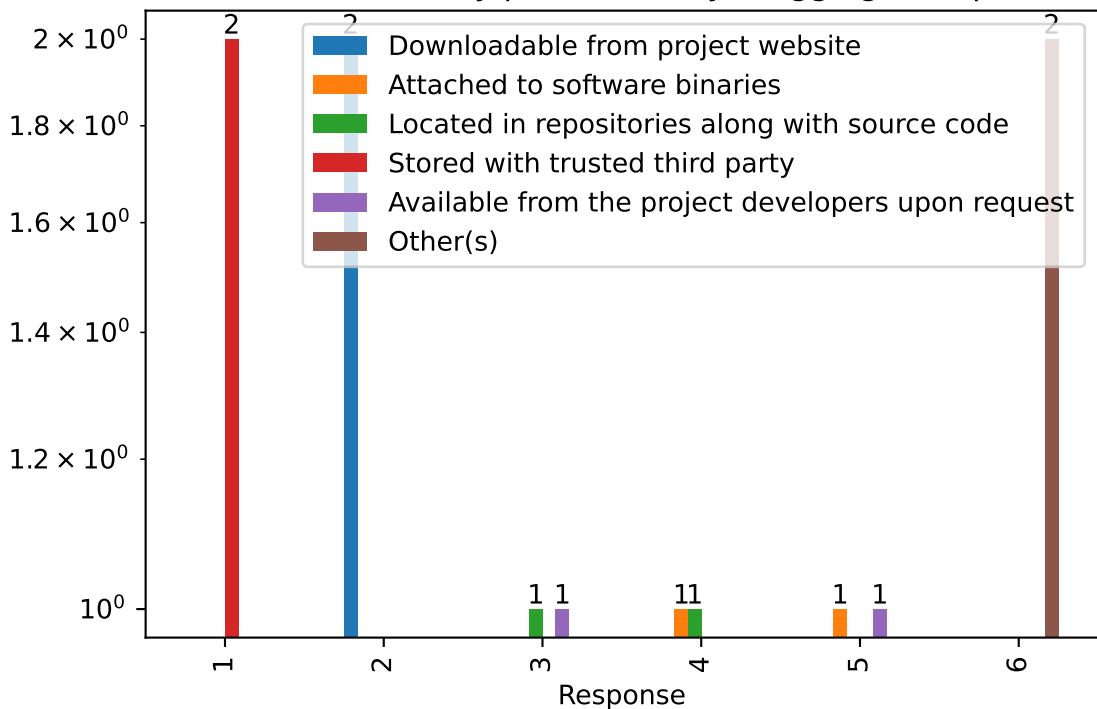 2 2 2
2 × 10⁰
1.8 × 10⁰
1.6 × 10⁰
1.4 × 10⁰
1.2 × 10⁰
10⁰
Downloadable from project website
Attached to software binaries
Located in repositories along with source code
Stored with trusted third party
Available from the project developers upon request
Other(s)
1 1 1 1 1 1
1 2 3 4 5 6
Response